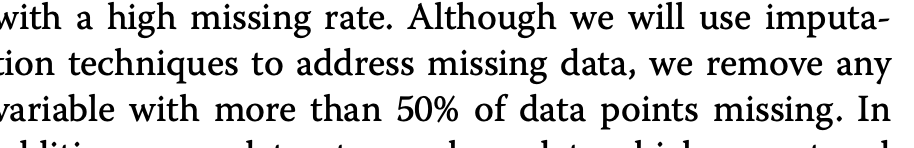 with a high missing rate. Although we will use imputa-
tion techniques to address missing data, we remove any
variable with more than 50% of data points missing. In